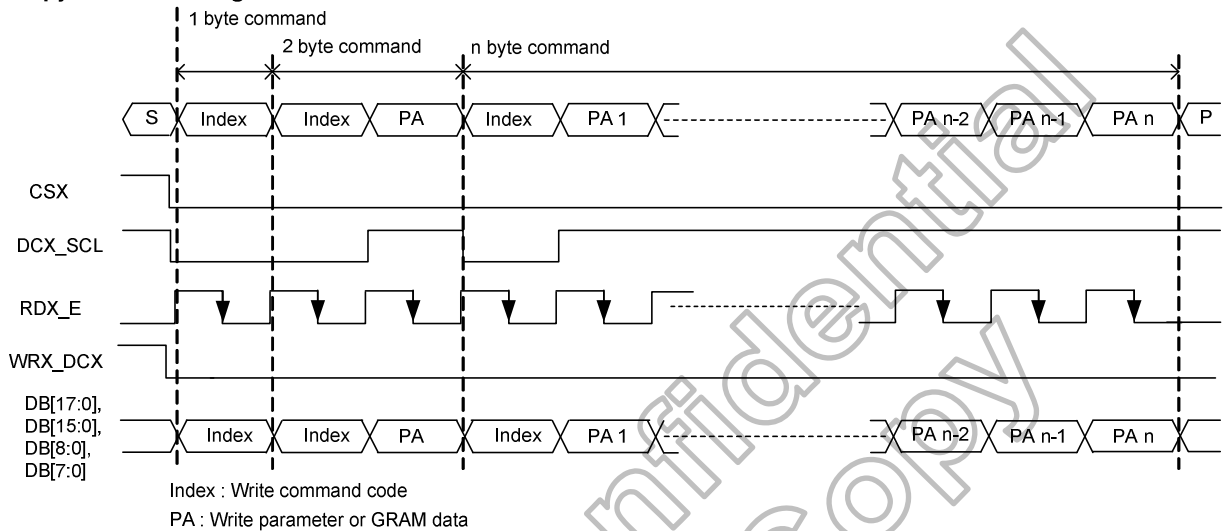 1 byte command
2 byte command
n byte command
S Index Index PA Index PA 1 PA n-2 PA n-1 PA n P
CSX
DCX_SCL
RDX_E
WRX_DCX
DB[17:0],
DB[15:0],
DB[8:0],
DB[7:0]
Index Index PA Index PA 1 PA n-2 PA n-1 PA n
Index : Write command code
PA : Write parameter or GRAM data
nfidential
Copy